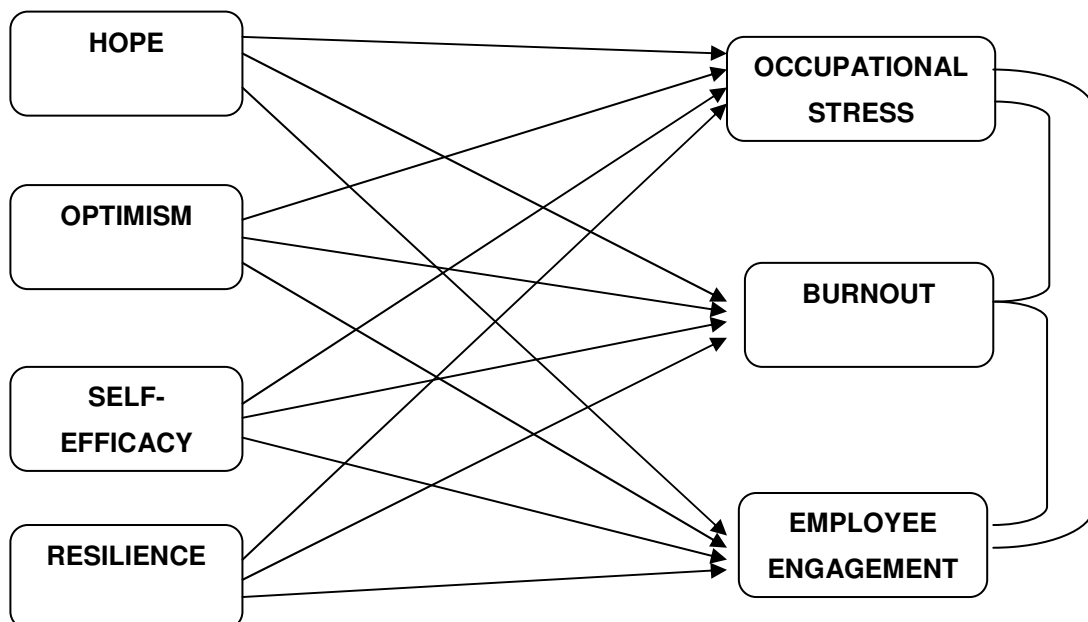 HOPE
OPTIMISM
SELF-
EFFICACY
RESILIENCE
OCCUPATIONAL
STRESS
BURNOUT
EMPLOYEE
ENGAGEMENT